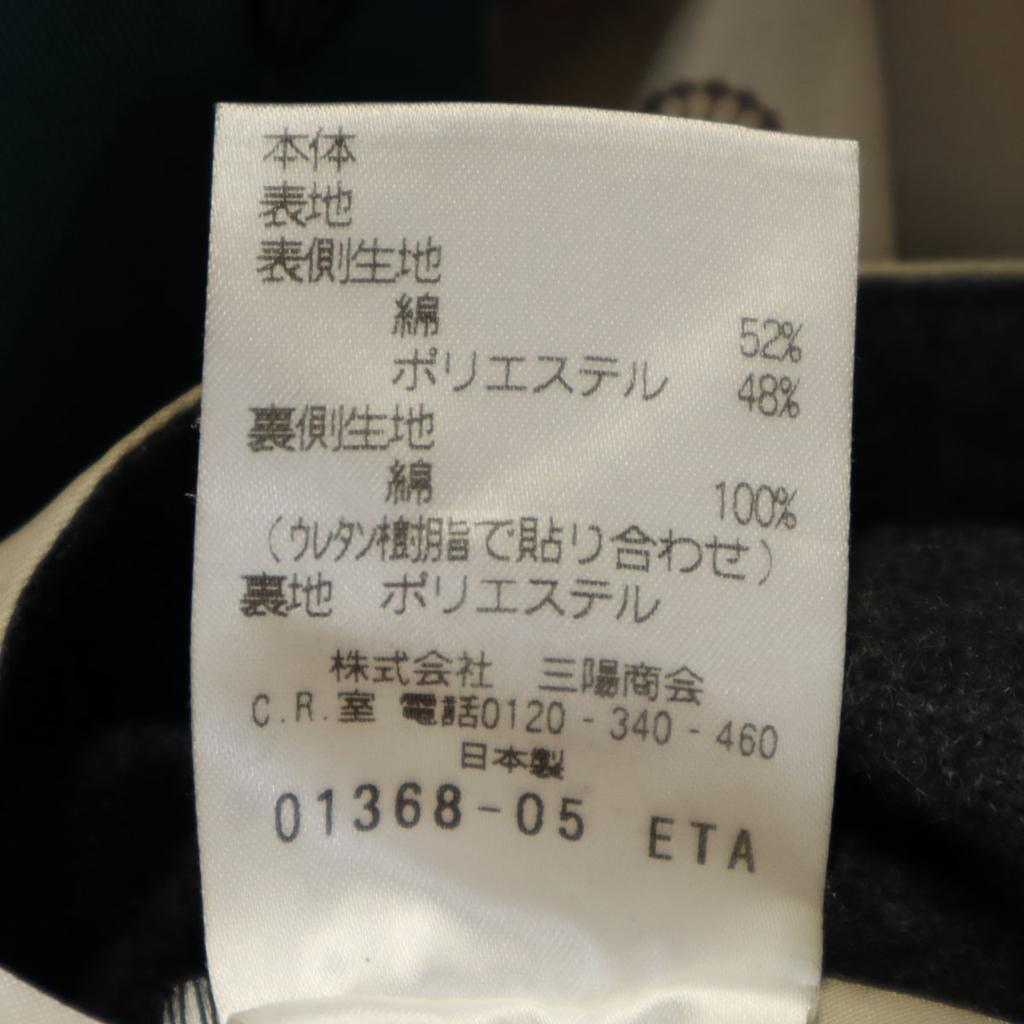 本体
表地
表側生地
綿 52%
ポリエステル 48%
裏側生地
綿 100%
(ウレタン樹脂で貼り合わせ)
裏地 ポリエステル
株式会社 三陽商会
C.R.室 電話0120-340-460
日本製
01368-05 ETA